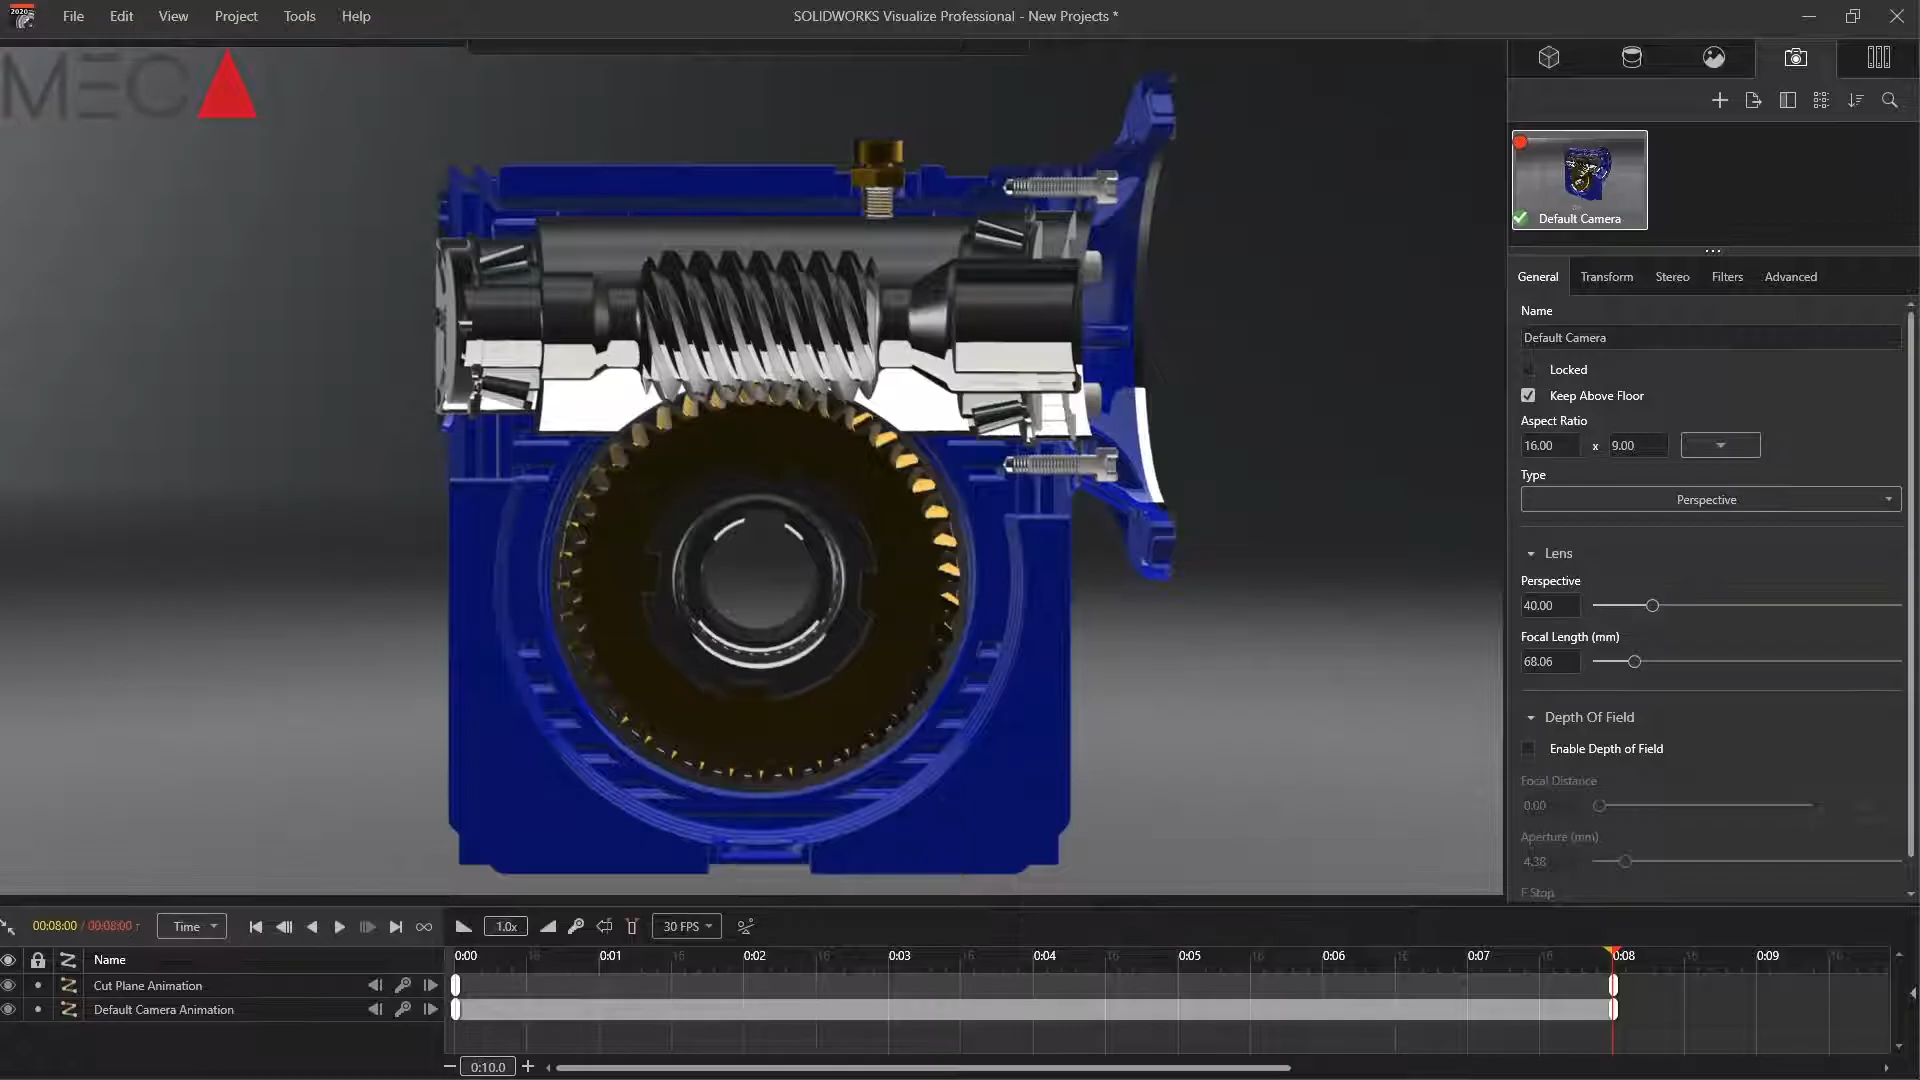 2020
File Edit View Project Tools Help
SOLIDWORKS Visualize Professional - New Projects *
MECA
Default Camera
General Transform Stereo Filters Advanced
Name
Default Camera
Locked
Keep Above Floor
Aspect Ratio
16.00 x 9.00
Type
Perspective
Lens
Perspective
40.00
Focal Length (mm)
68.06
Depth Of Field
Enable Depth of Field
Focal Distance
0.00
Aperture (mm)
4.38
F Stop
00:08:00 / 00:08:00 Time 1.0x 30 FPS
Name
0:00 0:01 0:02 0:03 0:04 0:05 0:06 0:07 0:08 0:09
Cut Plane Animation
Default Camera Animation
0:10.0